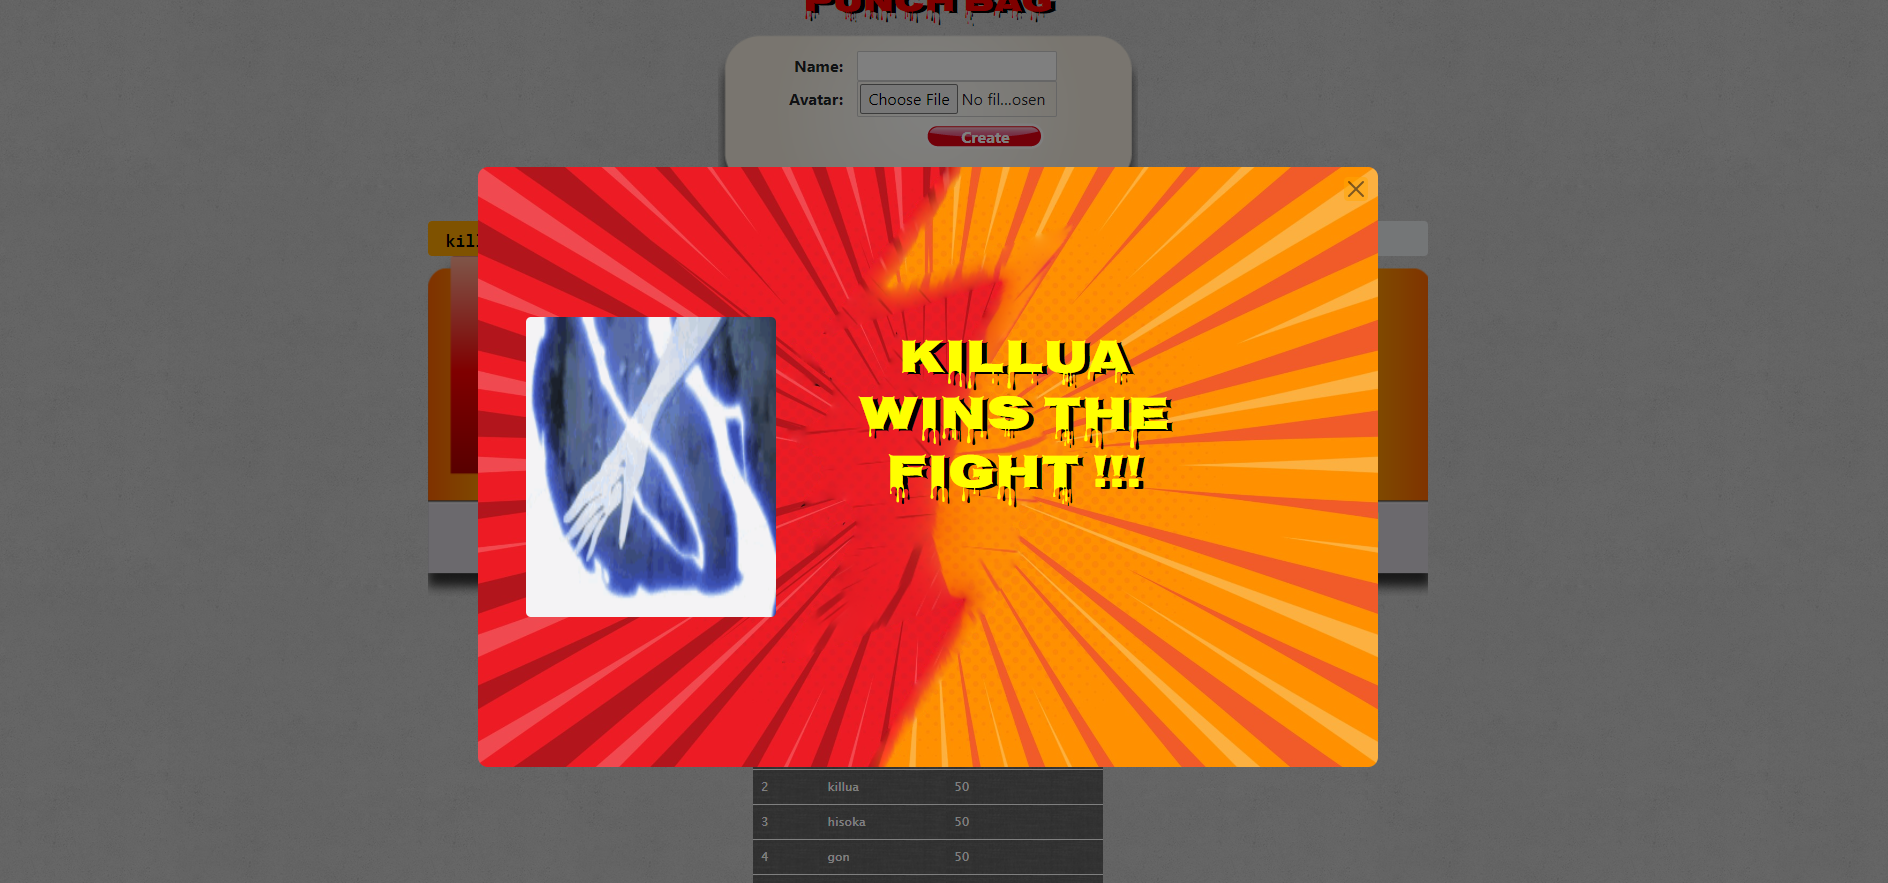 PUNCH BAG
Name:
Avatar: Choose File No fil...osen
Create
kill
KILLUA
WINS THE
FIGHT !!!
2 killua 50
3 hisoka 50
4 gon 50